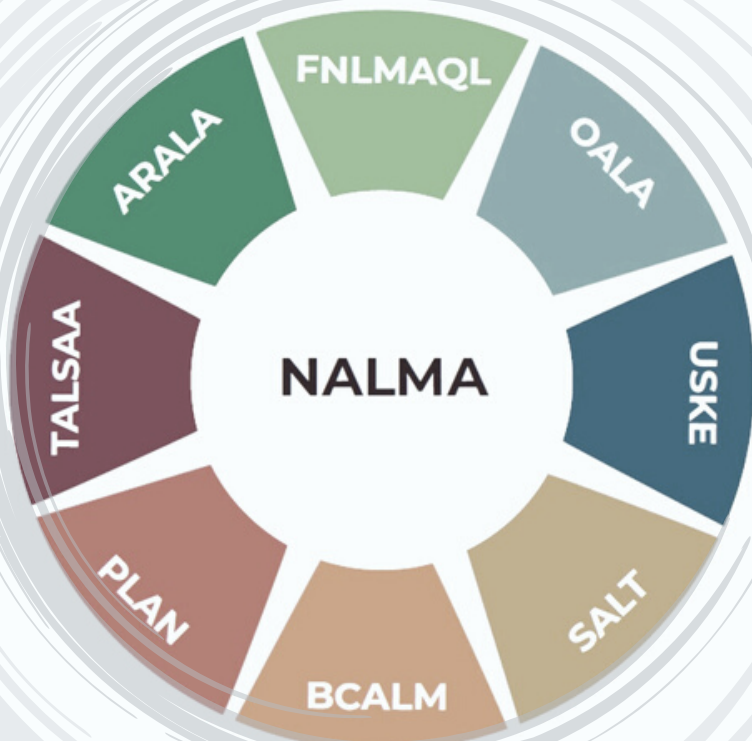 FNLMAQL
OALA
USKE
SALT
BCALM
PLAN
TALSAA
ARALA
NALMA